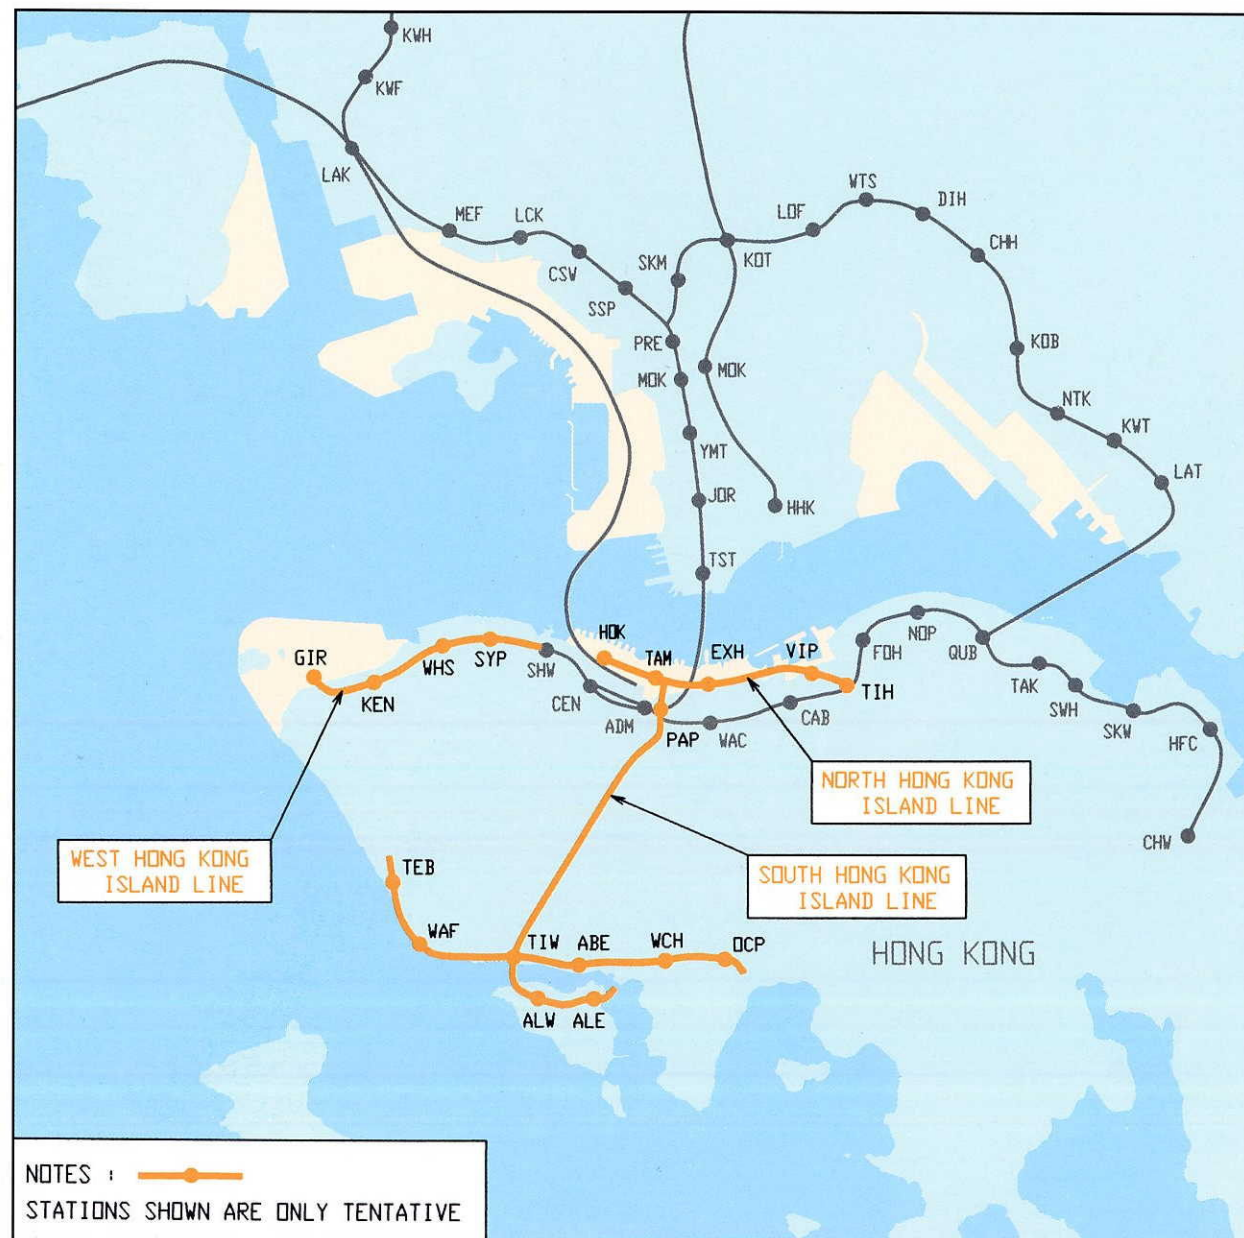 KWH
KWF
LAK
MEF
LCK
CSW
SSP
SKM
KOT
LOF
WTS
DIH
CHH
PRE
MOK
MOK
KOB
NTK
KWT
LAT
YMT
JOR
HHK
TST
GIR
KEN
WHS
SYP
SHW
HOK
TAM
EXH
VIP
TIH
FOH
NOP
QUB
CEN
ADM
PAP
WAC
CAB
TAK
SWH
SKW
HFC
CHW
NORTH HONG KONG
ISLAND LINE
WEST HONG KONG
ISLAND LINE
SOUTH HONG KONG
ISLAND LINE
TEB
WAF
TIW
ABE
WCH
OCP
HONG KONG
ALW
ALE
NOTES :
STATIONS SHOWN ARE ONLY TENTATIVE